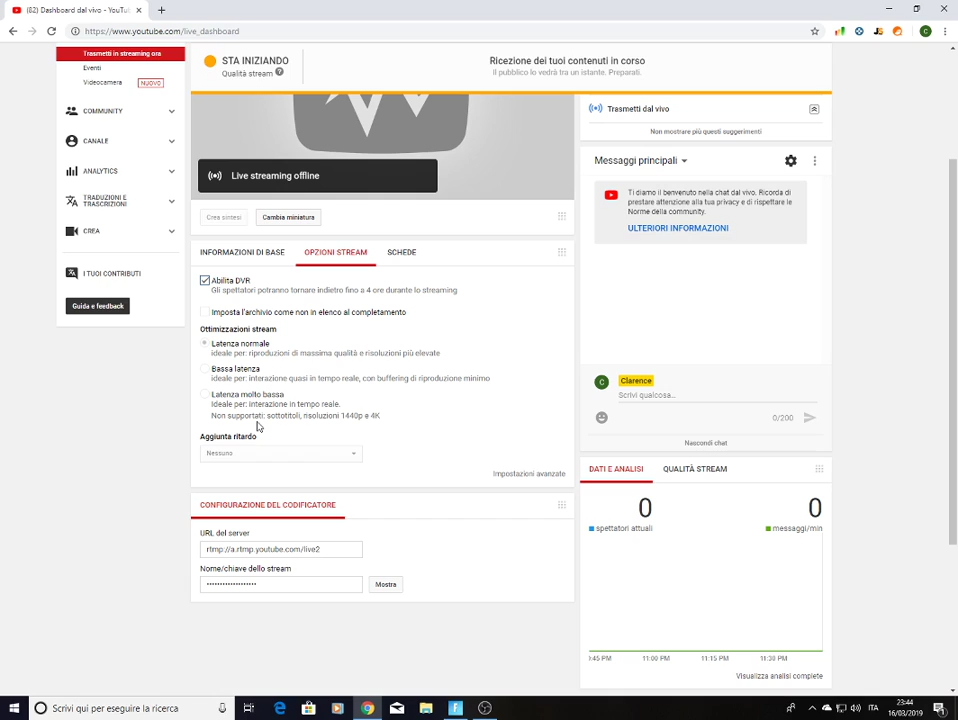 (82) Dashboard dal vivo - YouTu
https://www.youtube.com/live_dashboard
Trasmetti in streaming ora
Eventi
Videocamera NUOVO
COMMUNITY
CANALE
ANALYTICS
TRADUZIONI E
TRASCRIZIONI
CREA
I TUOI CONTRIBUTI
Guida e feedback
STA INIZIANDO
Qualità stream ?
Ricezione dei tuoi contenuti in corso
Il pubblico lo vedrà tra un istante. Preparati.
Live streaming offline
Crea sintesi
Cambia miniatura
INFORMAZIONI DI BASE
OPZIONI STREAM
SCHEDE
Abilita DVR
Gli spettatori potranno tornare indietro fino a 4 ore durante lo streaming
Imposta l'archivio come non in elenco al completamento
Ottimizzazioni stream
Latenza normale
ideale per: riproduzioni di massima qualità e risoluzioni più elevate
Bassa latenza
ideale per: interazione quasi in tempo reale, con buffering di riproduzione minimo
Latenza molto bassa
Ideale per: interazione in tempo reale.
Non supportati: sottotitoli, risoluzioni 1440p e 4K
Aggiunta ritardo
Nessuno
Impostazioni avanzate
CONFIGURAZIONE DEL CODIFICATORE
URL del server
rtmp://a.rtmp.youtube.com/live2
Nome/chiave dello stream
••••••••••••••••••••
Mostra
Trasmetti dal vivo
Non mostrare più questi suggerimenti
Messaggi principali
Ti diamo il benvenuto nella chat dal vivo. Ricorda di
prestare attenzione alla tua privacy e di rispettare le
Norme della community.
ULTERIORI INFORMAZIONI
C
Clarence
Scrivi qualcosa...
0/200
Nascondi chat
DATI E ANALISI
QUALITÀ STREAM
0
0
spettatori attuali
messaggi/min
:45 PM 11:00 PM 11:15 PM 11:30 PM
Visualizza analisi complete
Scrivi qui per eseguire la ricerca
ITA
23:44
16/03/2019